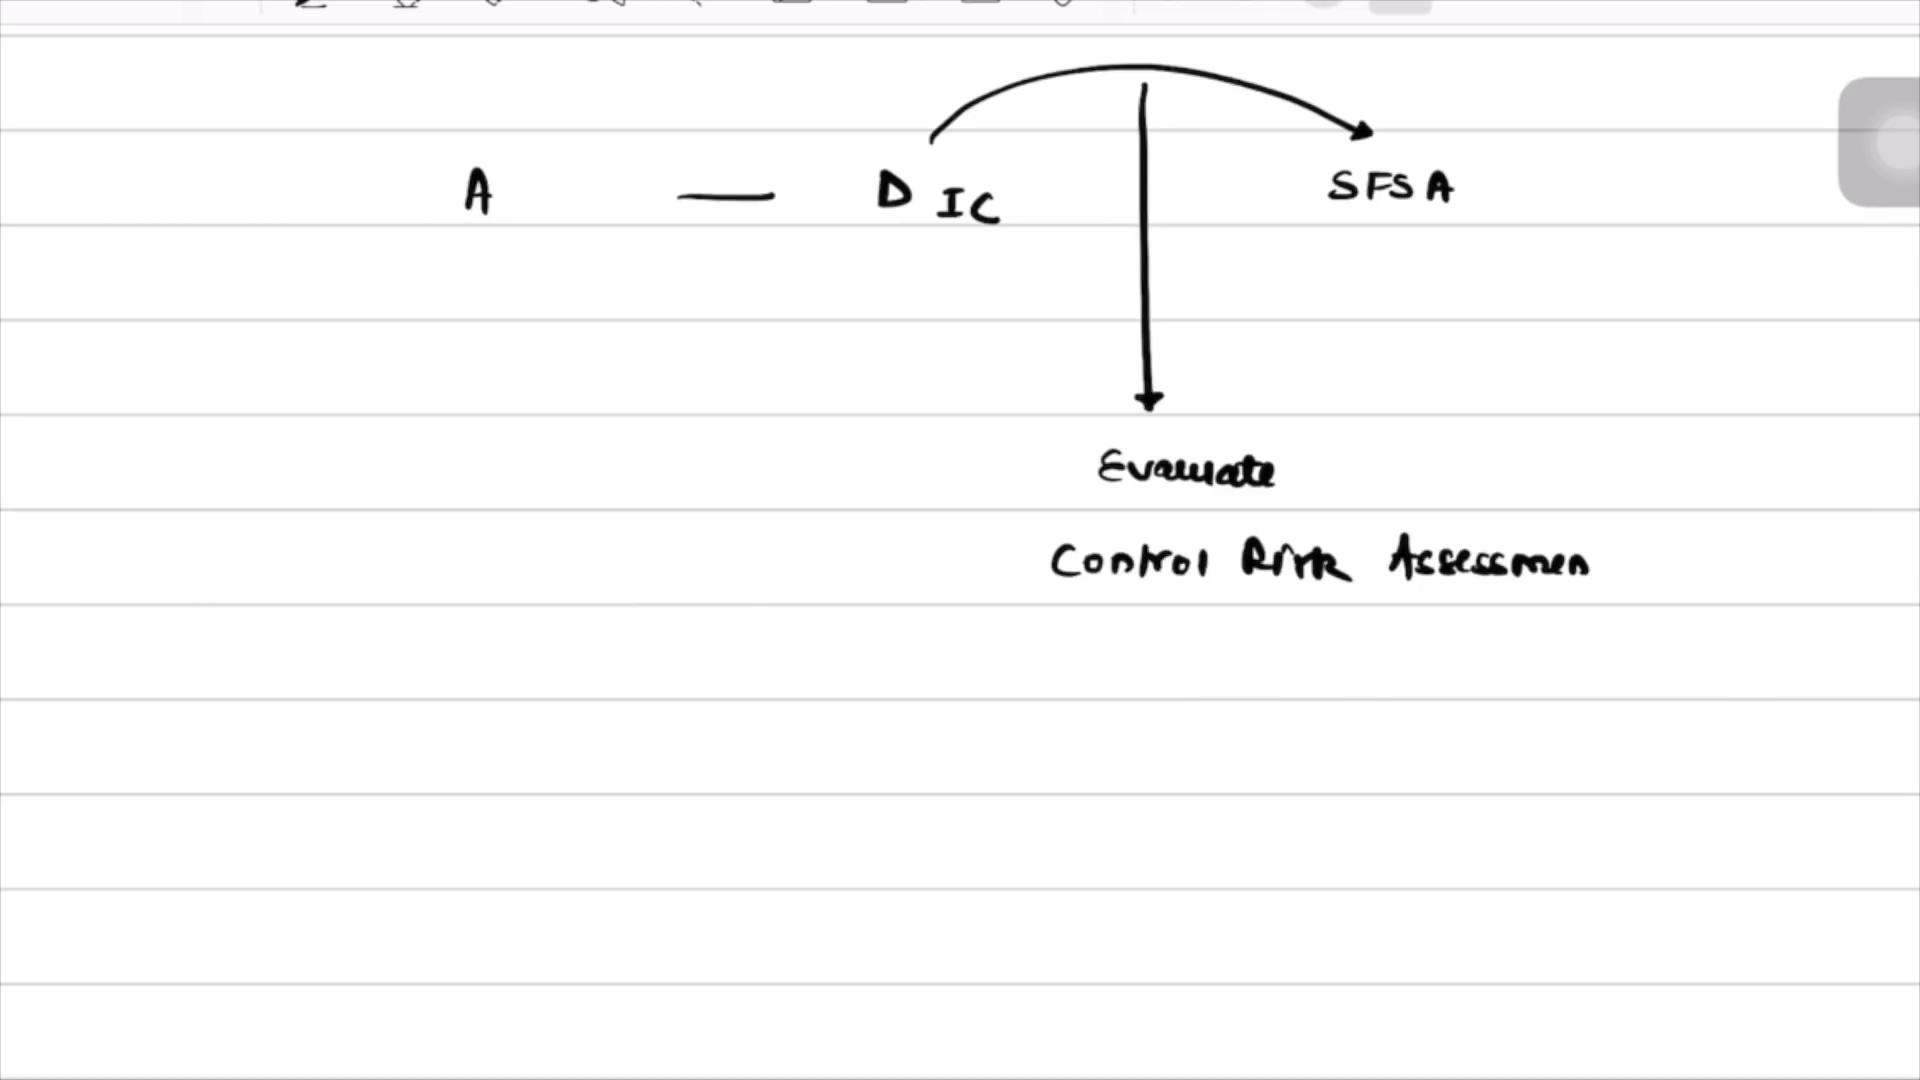 A — D IC SFSA
Evaluate
Control Risk Assessmen